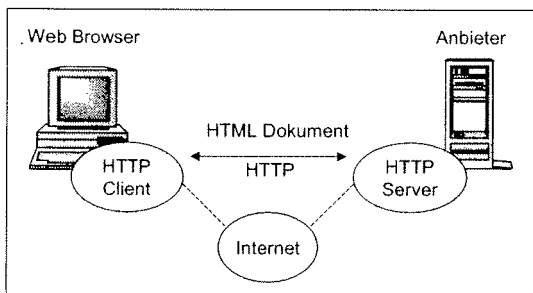 Web Browser
Anbieter
HTML Dokument
HTTP
HTTP
Client
HTTP
Server
Internet